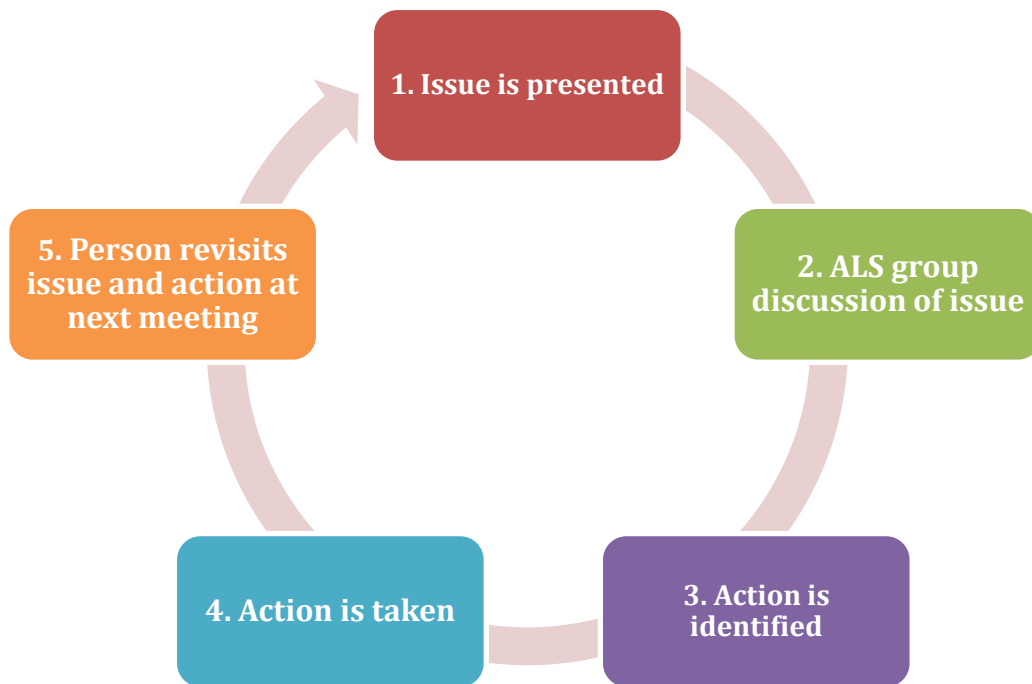 1. Issue is presented
2. ALS group
discussion of issue
3. Action is
identified
4. Action is taken
5. Person revisits
issue and action at
next meeting